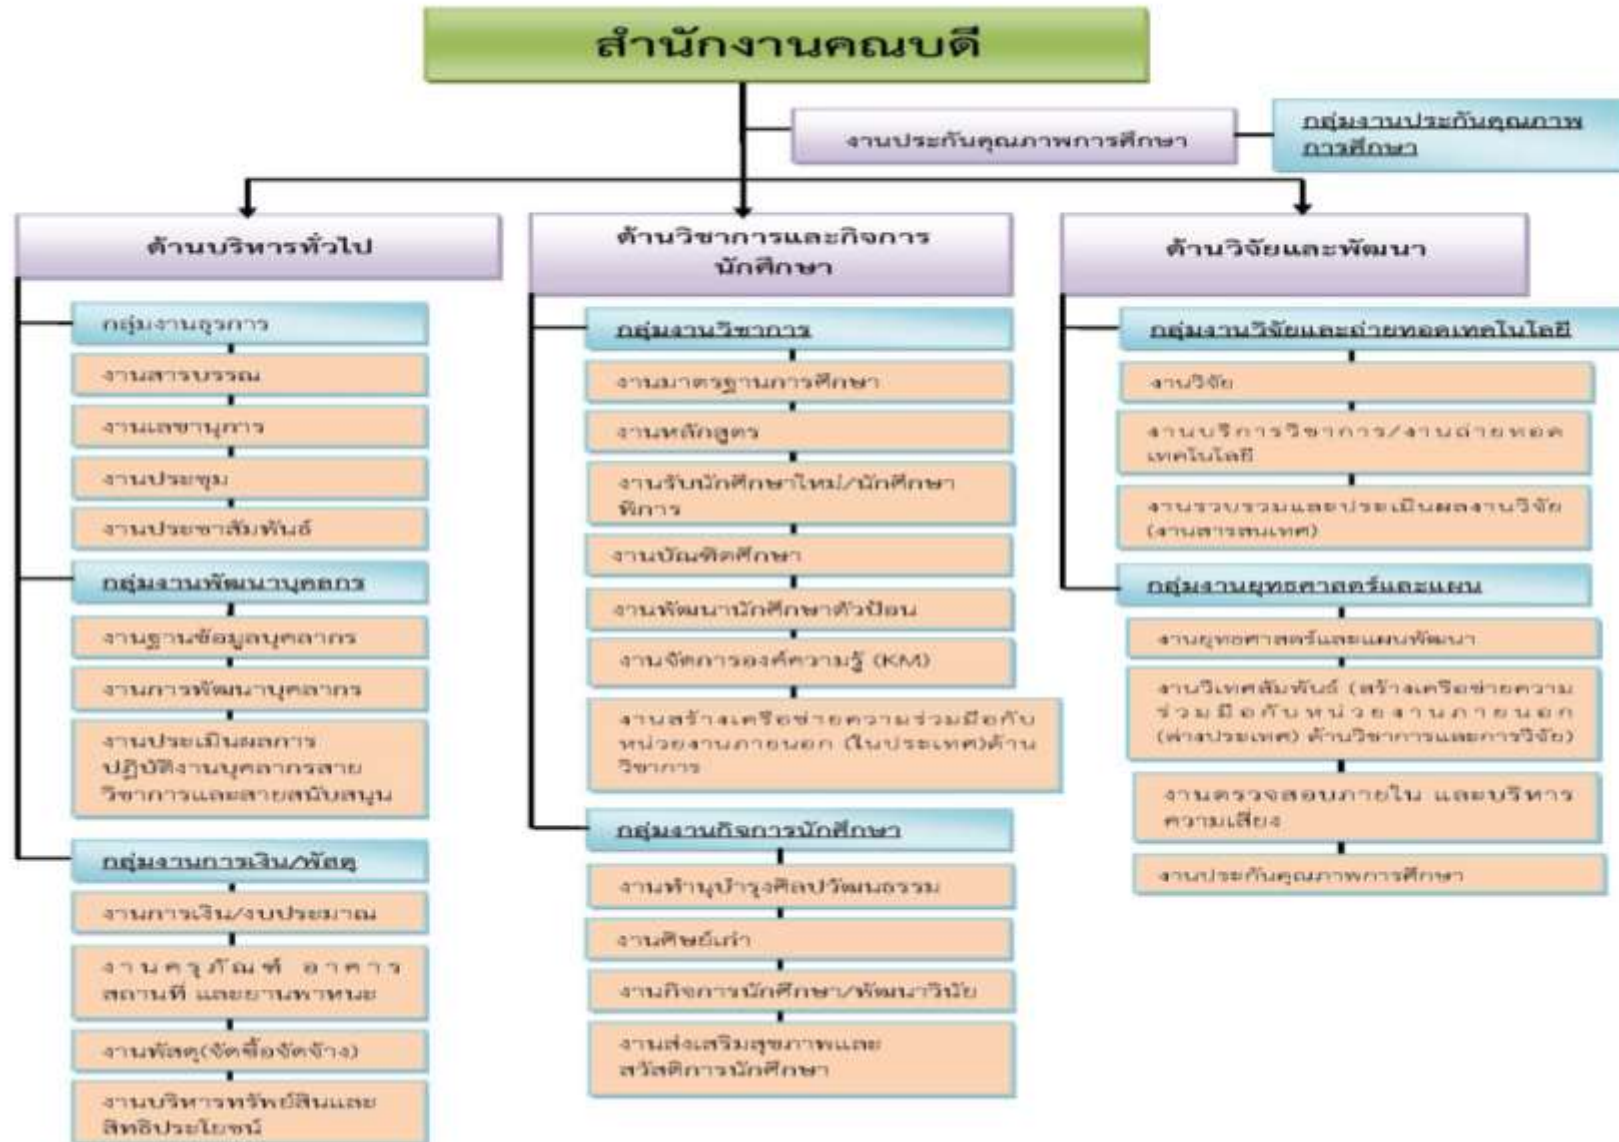 สำนักงานคณบดี
งานประกันคุณภาพการศึกษา
กลุ่มงานประกันคุณภาพ
การศึกษา
ด้านบริหารทั่วไป
กลุ่มงานธุรการ
งานสารบรรณ
งานเลขานุการ
งานประชุม
งานประชาสัมพันธ์
กลุ่มงานพัฒนาบุคลกร
งานฐานข้อมูลบุคลากร
งานการพัฒนาบุคลากร
งานประเมินผลการ
ปฏิบัติงานบุคลากรสาย
วิชาการและสายสนับสนุน
กลุ่มงานการเงิน/พัสดุ
งานการเงิน/งบประมาณ
งานครุภัณฑ์ อาคาร
สถานที่ และยานพาหนะ
งานพัสดุ(จัดซื้อจัดจ้าง)
งานบริหารทรัพย์สินและ
สิทธิประโยชน์
ด้านวิชาการและกิจการ
นักศึกษา
กลุ่มงานวิชาการ
งานมาตรฐานการศึกษา
งานหลักสูตร
งานรับนักศึกษาใหม่/นักศึกษา
พิการ
งานบัณฑิตศึกษา
งานพัฒนานักศึกษาตัวป้อน
งานจัดการองค์ความรู้ (KM)
งานสร้างเครือข่ายความร่วมมือกับ
หน่วยงานภายนอก (ในประเทศ)ด้าน
วิชาการ
กลุ่มงานกิจการนักศึกษา
งานทำนุบำรุงศิลปวัฒนธรรม
งานศิษย์เก่า
งานกิจการนักศึกษา/พัฒนาวินัย
งานส่งเสริมสุขภาพและ
สวัสดิการนักศึกษา
ด้านวิจัยและพัฒนา
กลุ่มงานวิจัยและถ่ายทอดเทคโนโลยี
งานวิจัย
งานบริการวิชาการ/งานถ่ายทอด
เทคโนโลยี
งานรวบรวมและประเมินผลงานวิจัย
(งานสารสนเทศ)
กลุ่มงานยุทธศาสตร์และแผน
งานยุทธศาสตร์และแผนพัฒนา
งานวิเทศสัมพันธ์ (สร้างเครือข่ายความ
ร่วมมือกับหน่วยงานภายนอก
(ต่างประเทศ) ด้านวิชาการและการวิจัย)
งานตรวจสอบภายใน และบริหาร
ความเสี่ยง
งานประกันคุณภาพการศึกษา